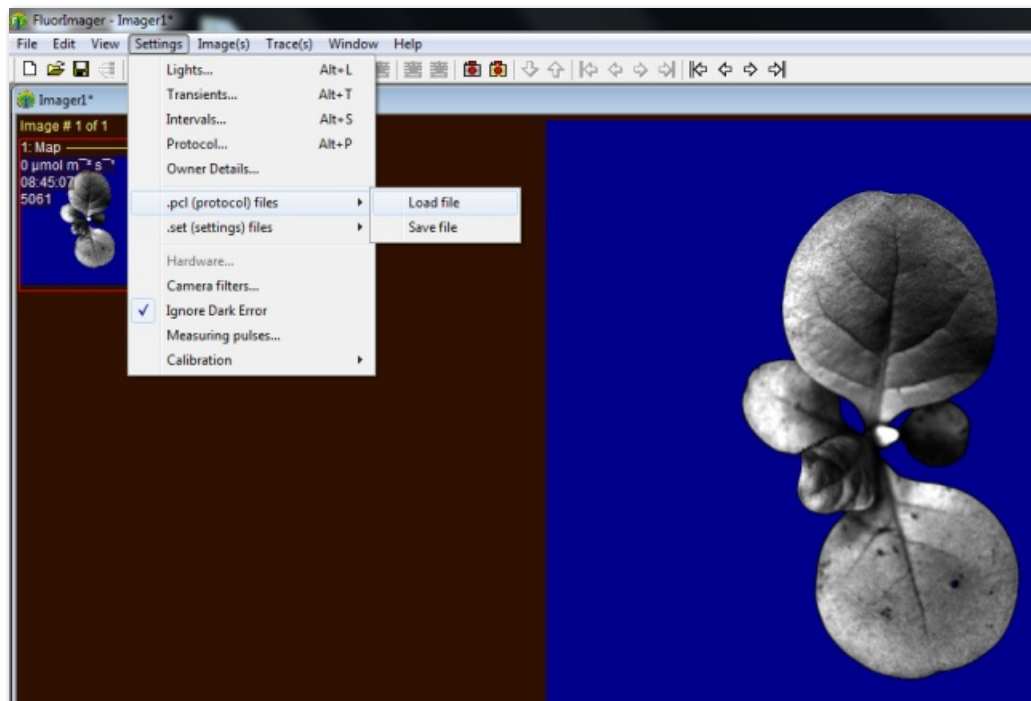 FluorImager - Imager1*
File Edit View Settings Image(s) Trace(s) Window Help
Imager1*
Image # 1 of 1
1: Map
0 µmol m⁻² s⁻¹
08:45:07
5061
Lights... Alt+L
Transients... Alt+T
Intervals... Alt+S
Protocol... Alt+P
Owner Details...
.pcl (protocol) files
.set (settings) files
Hardware...
Camera filters...
Ignore Dark Error
Measuring pulses...
Calibration
Load file
Save file